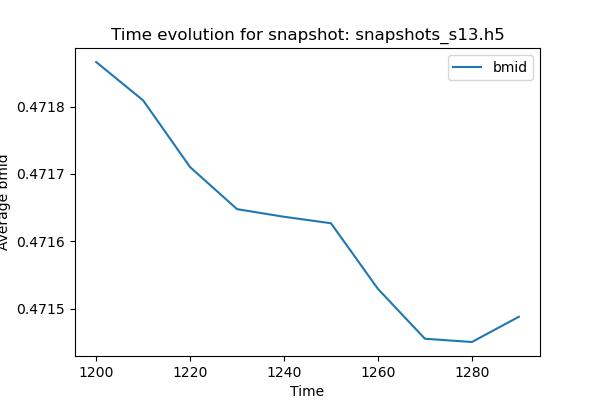 Time evolution for snapshot: snapshots_s13.h5
bmid
0.4718
0.4717
0.4716
0.4715
Average bmid
1200 1220 1240 1260 1280
Time